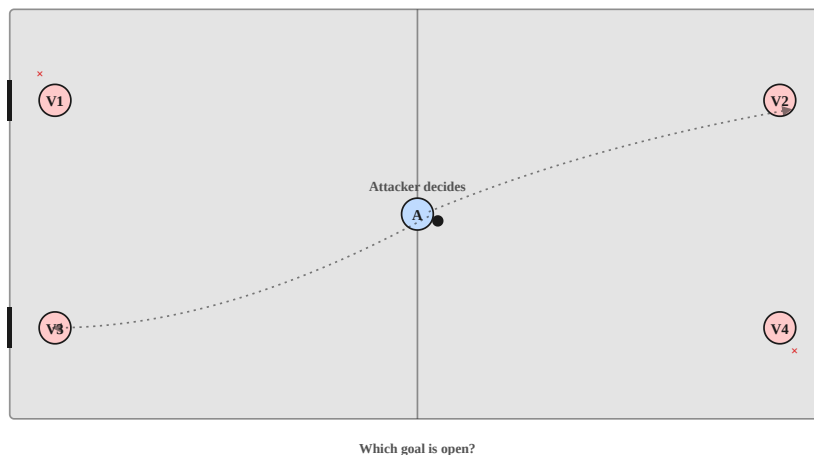 V1
V2
Attacker decides
A
V3
V4
Which goal is open?